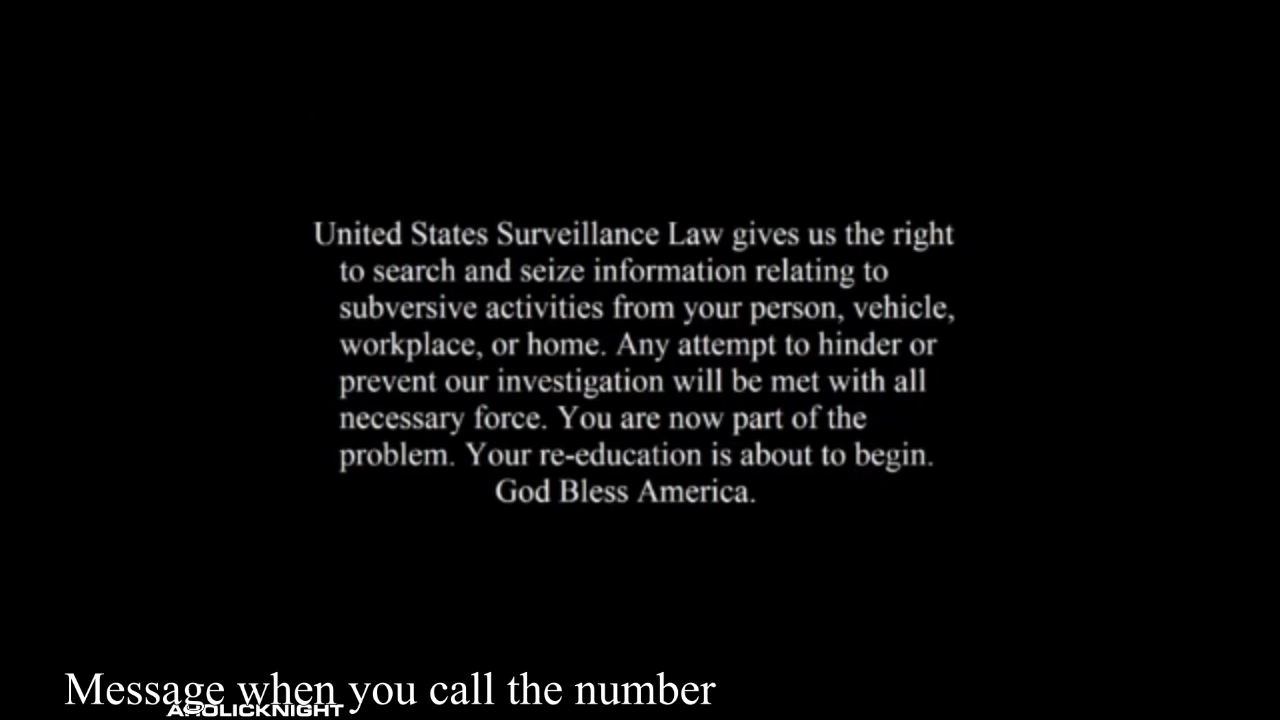 United States Surveillance Law gives us the right
to search and seize information relating to
subversive activities from your person, vehicle,
workplace, or home. Any attempt to hinder or
prevent our investigation will be met with all
necessary force. You are now part of the
problem. Your re-education is about to begin.
God Bless America.
Message when you call the number